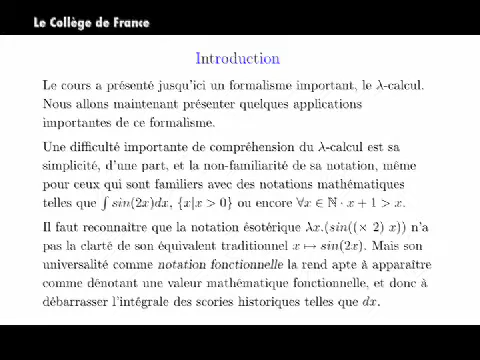 Le Collège de France
Introduction
Le cours a présenté jusqu'ici un formalisme important, le λ-calcul.
Nous allons maintenant présenter quelques applications
importantes de ce formalisme.
Une difficulté importante de compréhension du λ-calcul est sa
simplicité, d'une part, et la non-familiarité de sa notation, même
pour ceux qui sont familiers avec des notations mathématiques
telles que ∫ sin(2x)dx, {x|x > 0} ou encore ∀x ∈ ℕ · x + 1 > x.
Il faut reconnaître que la notation ésotérique λx.(sin((× 2) x)) n'a
pas la clarté de son équivalent traditionnel x ↦ sin(2x). Mais son
universalité comme notation fonctionnelle la rend apte à apparaître
comme dénotant une valeur mathématique fonctionnelle, et donc à
débarrasser l'intégrale des scories historiques telles que dx.